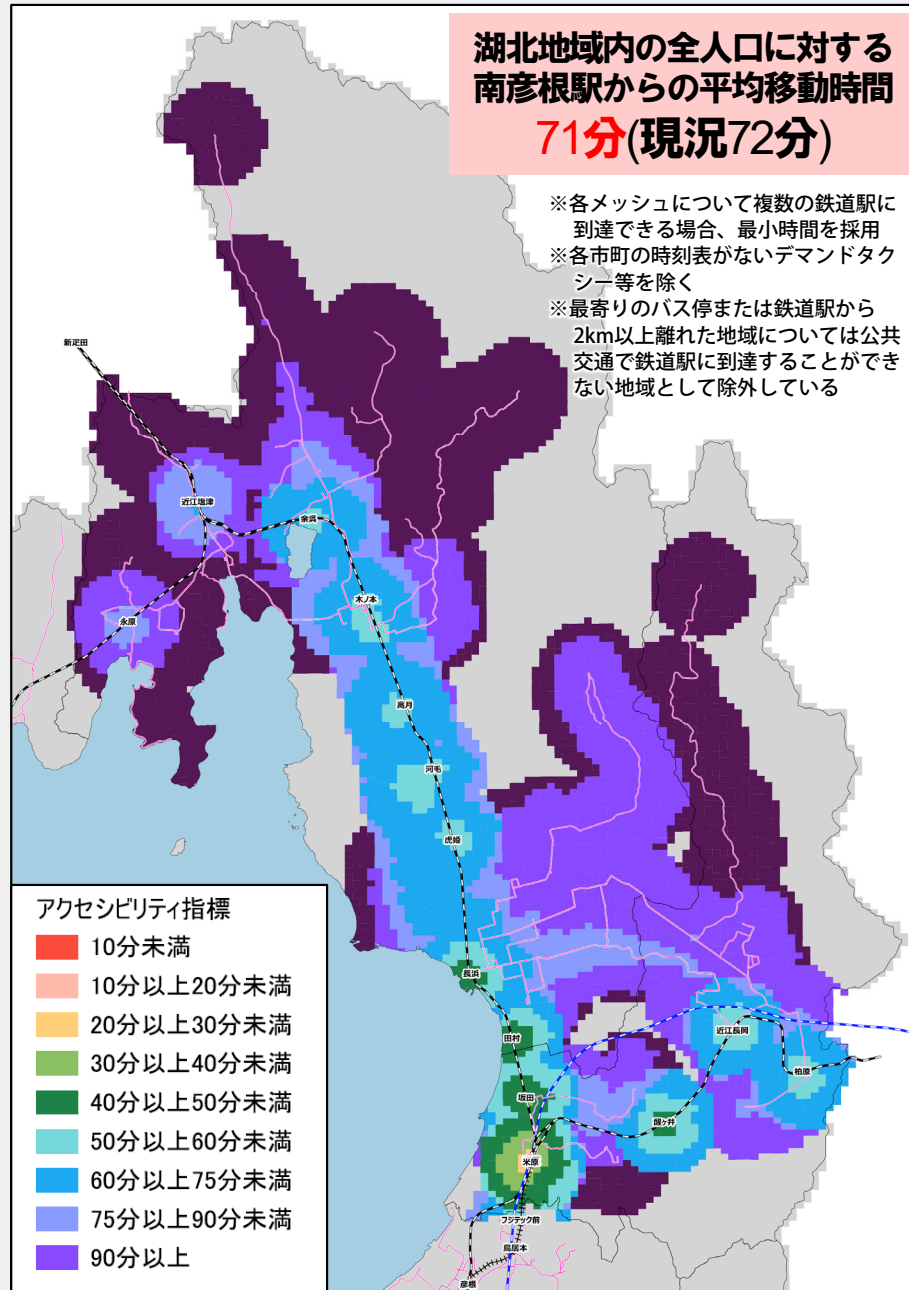 湖北地域内の全人口に対する
南彦根駅からの平均移動時間
71分(現況72分)
※各メッシュについて複数の鉄道駅に
到達できる場合、最小時間を採用
※各市町の時刻表がないデマンドタク
シー等を除く
※最寄りのバス停または鉄道駅から
2km以上離れた地域については公共
交通で鉄道駅に到達することができ
ない地域として除外している
新疋田
近江塩津
余呉
木ノ本
永原
高月
河毛
虎姫
長浜
田村
近江長岡
柏原
坂田
醒ヶ井
米原
フジテック前
鳥居本
彦根
アクセシビリティ指標
10分未満
10分以上20分未満
20分以上30分未満
30分以上40分未満
40分以上50分未満
50分以上60分未満
60分以上75分未満
75分以上90分未満
90分以上